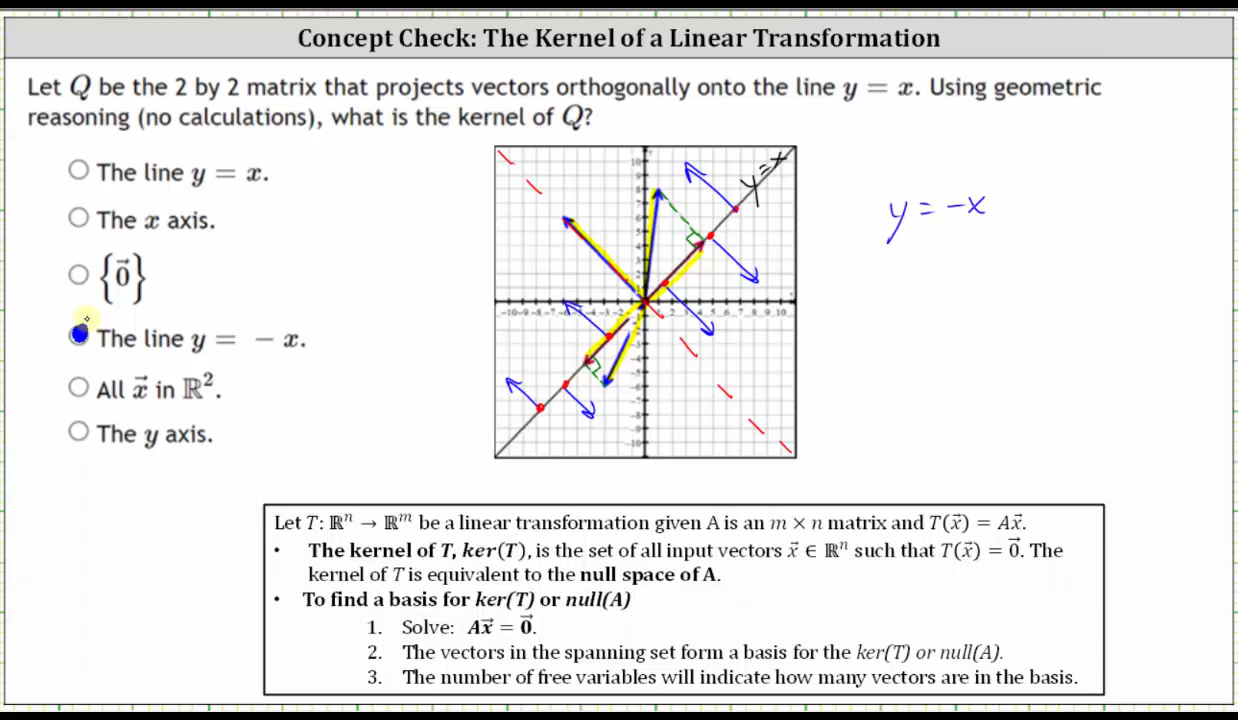 Concept Check: The Kernel of a Linear Transformation
Let Q be the 2 by 2 matrix that projects vectors orthogonally onto the line y = x. Using geometric
reasoning (no calculations), what is the kernel of Q?
The line y = x.
The x axis.
{0⃗}
The line y = − x.
All x⃗ in ℝ².
The y axis.
y = x
y = -x
Let T: ℝⁿ → ℝᵐ be a linear transformation given A is an m × n matrix and T(x⃗) = Ax⃗.
• The kernel of T, ker(T), is the set of all input vectors x⃗ ∈ ℝⁿ such that T(x⃗) = 0⃗. The
kernel of T is equivalent to the null space of A.
• To find a basis for ker(T) or null(A)
1. Solve: Ax⃗ = 0⃗.
2. The vectors in the spanning set form a basis for the ker(T) or null(A).
3. The number of free variables will indicate how many vectors are in the basis.